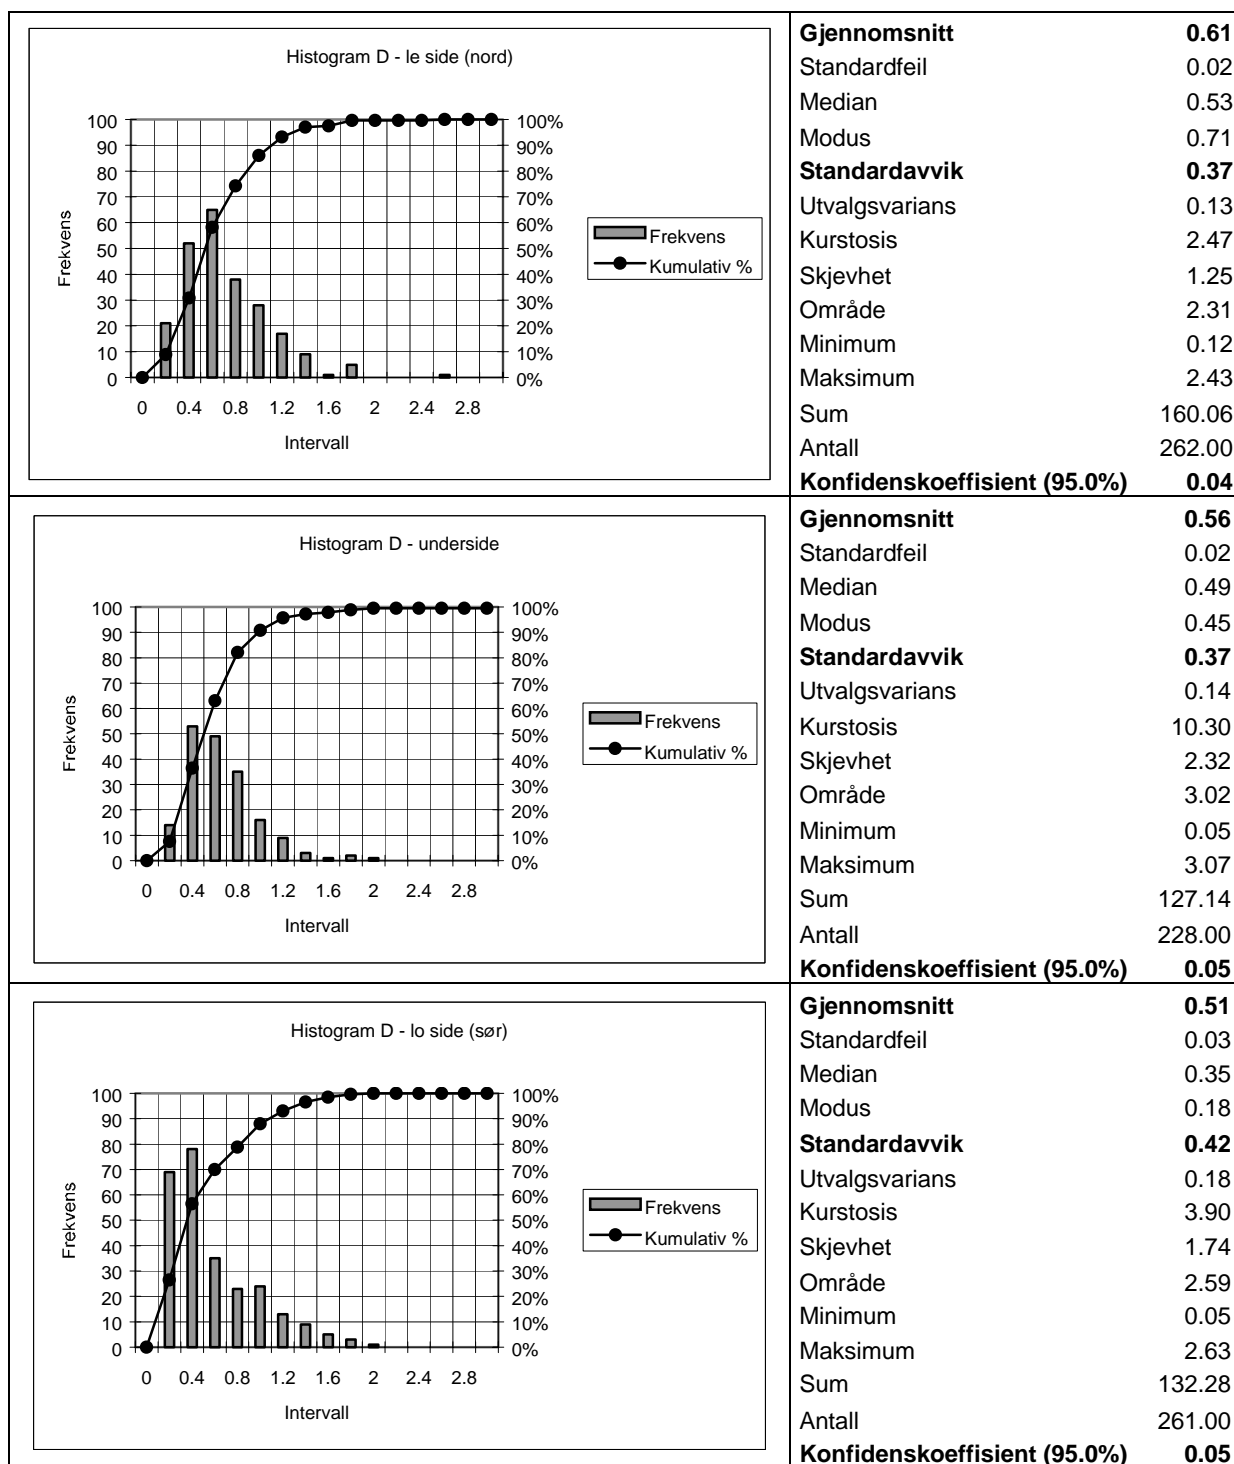 Histogram D - le side (nord)
Frekvens
100
90
80
70
60
50
40
30
20
10
0
100%
90%
80%
70%
60%
50%
40%
30%
20%
10%
0%
0 0.4 0.8 1.2 1.6 2 2.4 2.8
Intervall
Frekvens
Kumulativ %
Gjennomsnitt 0.61
Standardfeil 0.02
Median 0.53
Modus 0.71
Standardavvik 0.37
Utvalgsvarians 0.13
Kurstosis 2.47
Skjevhet 1.25
Område 2.31
Minimum 0.12
Maksimum 2.43
Sum 160.06
Antall 262.00
Konfidenskoeffisient (95.0%) 0.04
Histogram D - underside
Frekvens
100
90
80
70
60
50
40
30
20
10
0
100%
90%
80%
70%
60%
50%
40%
30%
20%
10%
0%
0 0.4 0.8 1.2 1.6 2 2.4 2.8
Intervall
Frekvens
Kumulativ %
Gjennomsnitt 0.56
Standardfeil 0.02
Median 0.49
Modus 0.45
Standardavvik 0.37
Utvalgsvarians 0.14
Kurstosis 10.30
Skjevhet 2.32
Område 3.02
Minimum 0.05
Maksimum 3.07
Sum 127.14
Antall 228.00
Konfidenskoeffisient (95.0%) 0.05
Histogram D - lo side (sør)
Frekvens
100
90
80
70
60
50
40
30
20
10
0
100%
90%
80%
70%
60%
50%
40%
30%
20%
10%
0%
0 0.4 0.8 1.2 1.6 2 2.4 2.8
Intervall
Frekvens
Kumulativ %
Gjennomsnitt 0.51
Standardfeil 0.03
Median 0.35
Modus 0.18
Standardavvik 0.42
Utvalgsvarians 0.18
Kurstosis 3.90
Skjevhet 1.74
Område 2.59
Minimum 0.05
Maksimum 2.63
Sum 132.28
Antall 261.00
Konfidenskoeffisient (95.0%) 0.05